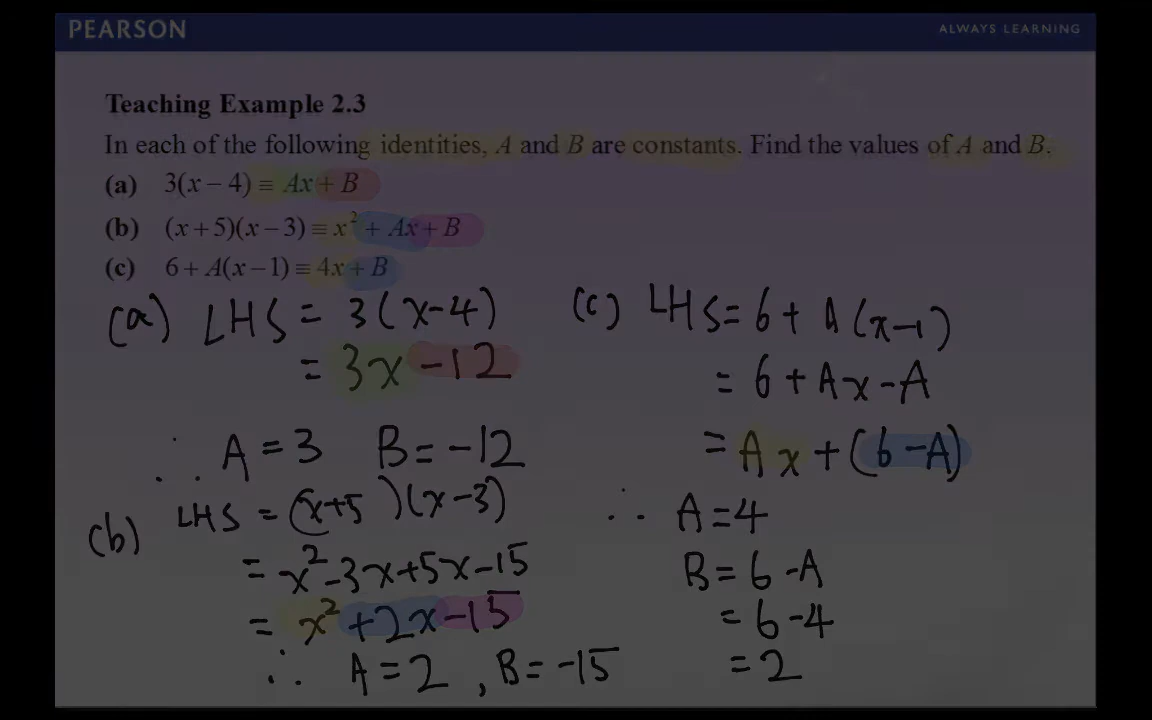 PEARSON
ALWAYS LEARNING
Teaching Example 2.3
In each of the following identities, A and B are constants. Find the values of A and B.
(a) 3(x − 4) ≡ Ax + B
(b) (x + 5)(x − 3) ≡ x² + Ax + B
(c) 6 + A(x − 1) ≡ 4x + B
(a) LHS = 3(x-4)
= 3x -12
∴ A = 3 B = -12
(b) LHS = (x+5)(x-3)
= x² -3x+5x-15
= x² +2x -15
∴ A = 2, B = -15
(c) LHS = 6 + A(x-1)
= 6 + Ax - A
= Ax + (6 - A)
∴ A = 4
B = 6 - A
= 6 - 4
= 2